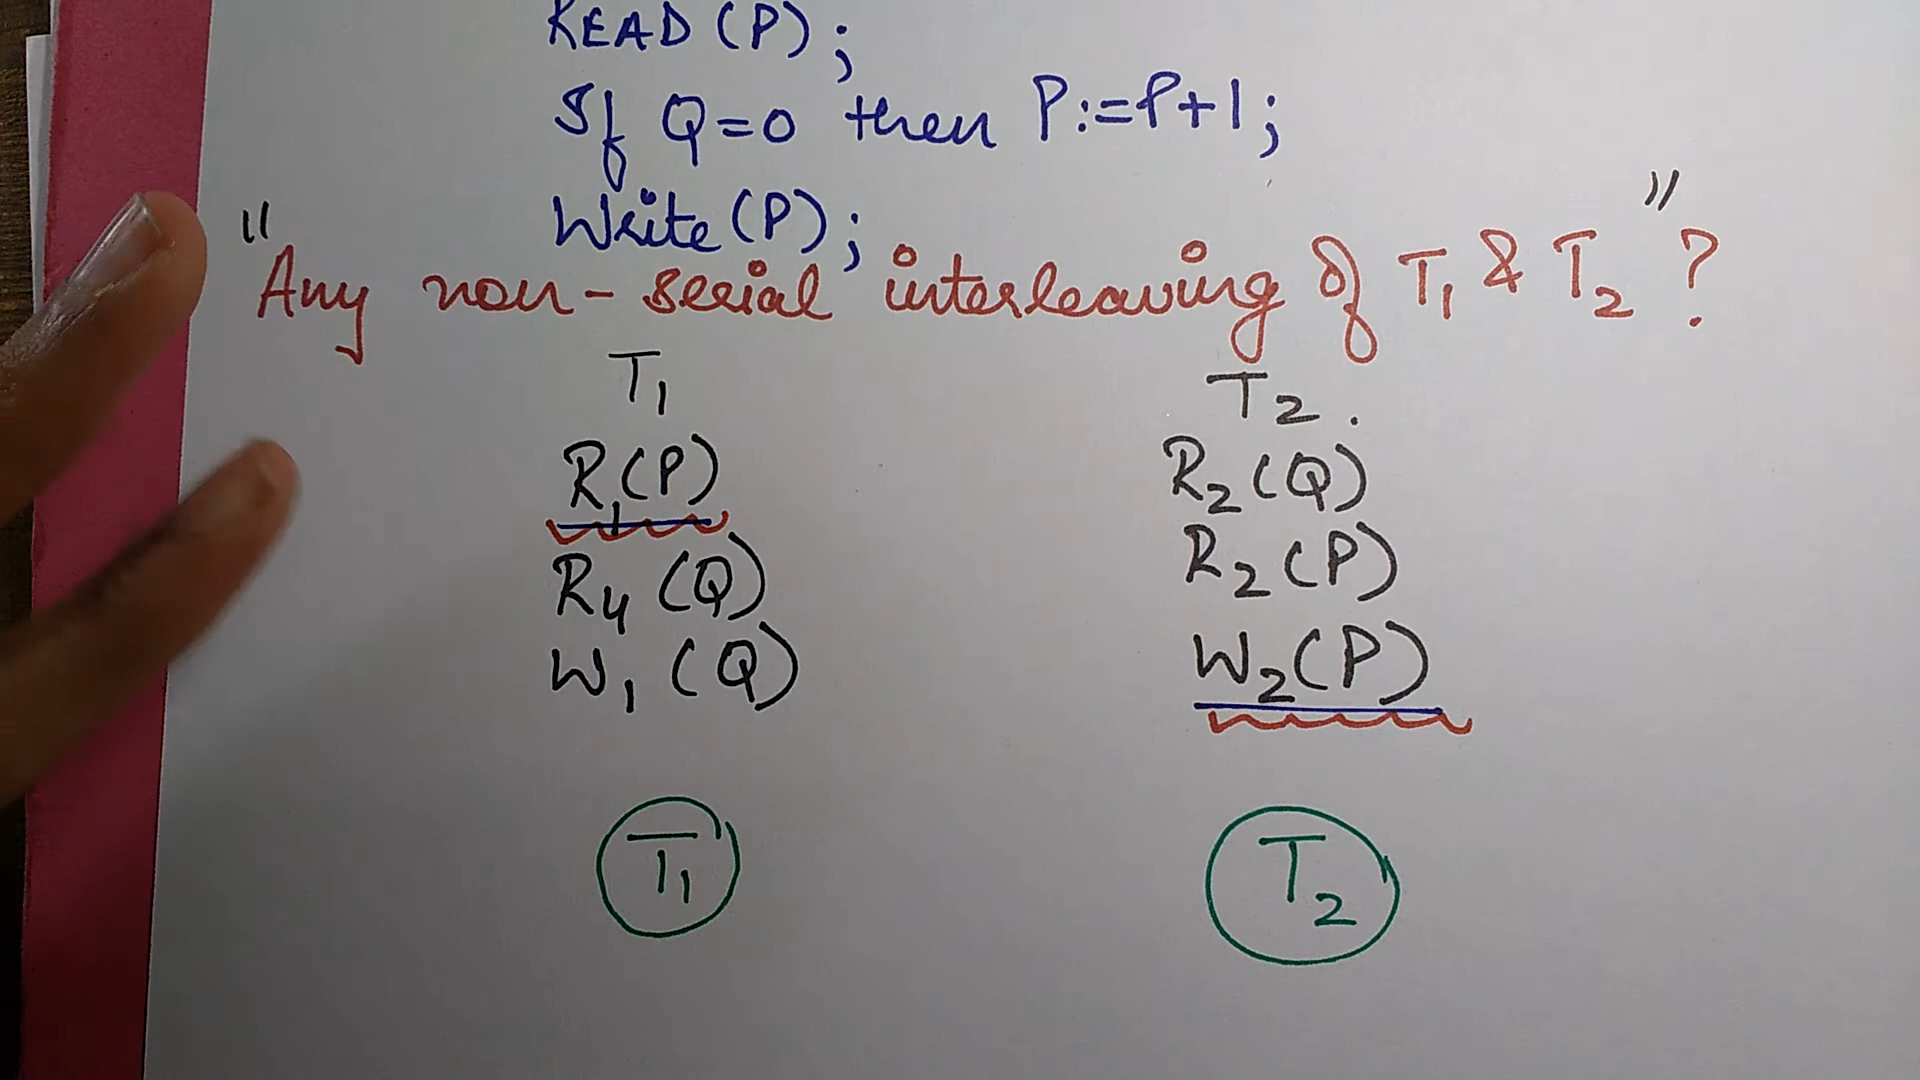 READ (P);
If Q=0 then P:=P+1;
Write (P);
"Any non-serial interleaving of T1 & T2"?
T1 T2.
R1(P) R2(Q)
R4(Q) R2(P)
W1(Q) W2(P)
T1 T2